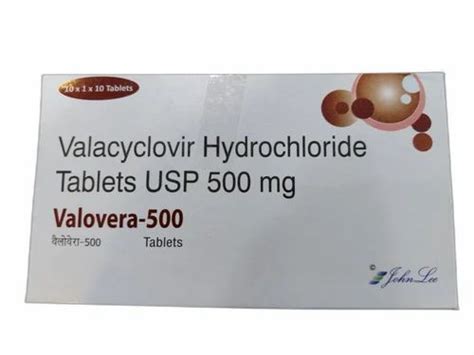 10 x 1 x 10 Tablets
Valacyclovir Hydrochloride
Tablets USP 500 mg
Valovera-500
वैलोवेरा-500 Tablets
© John Lee